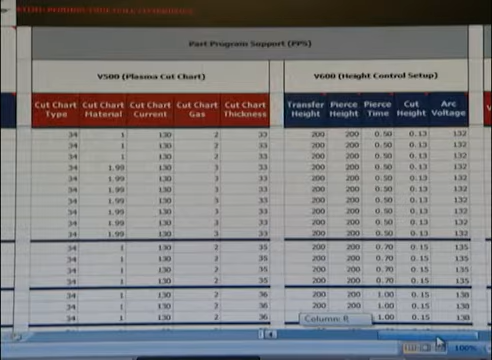 Part Program Support (PPS)
V500 (Plasma Cut Chart) V600 (Height Control Setup)
Cut Chart Type Cut Chart Material Cut Chart Current Cut Chart Gas Cut Chart Thickness Transfer Height Pierce Height Pierce Time Cut Height Arc Voltage
34 1 130 2 33 200 200 0.50 0.13 132
34 1 130 2 33 200 200 0.50 0.13 132
34 1 130 2 33 200 200 0.50 0.13 132
34 1.99 130 3 33 200 200 0.50 0.13 132
34 1.99 130 3 33 200 200 0.50 0.13 132
34 1.99 130 3 33 200 200 0.50 0.13 132
34 1.99 130 3 33 200 200 0.50 0.13 132
34 1.99 130 3 33 200 200 0.50 0.13 132
34 1.99 130 3 33 200 200 0.50 0.13 132
34 1.99 130 3 33 200 200 0.50 0.13 132
34 1 130 2 35 200 200 0.70 0.15 135
34 1 130 2 35 200 200 0.70 0.15 135
34 1 130 2 35 200 200 0.70 0.15 135
34 1 130 2 35 200 200 0.70 0.15 135
34 1 130 2 36 200 200 1.00 0.15 138
34 1 130 2 36 200 200 1.00 0.15 138
34 1 130 2 36 1.00 0.15 138
Column:
100%